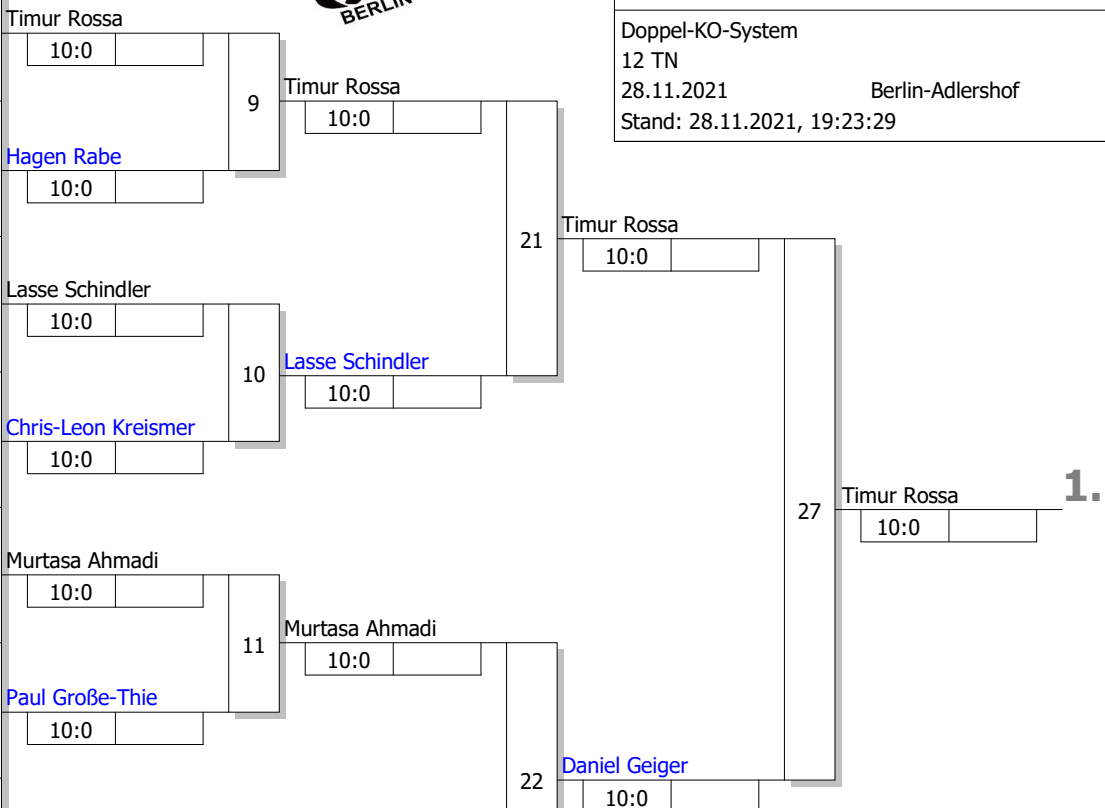 BERLIN
Doppel-KO-System
12 TN
28.11.2021 Berlin-Adlershof
Stand: 28.11.2021, 19:23:29
Timur Rossa
10:0
9
Timur Rossa
10:0
Hagen Rabe
10:0
21
Timur Rossa
10:0
Lasse Schindler
10:0
10
Lasse Schindler
10:0
Chris-Leon Kreismer
10:0
27
Timur Rossa
1.
10:0
Murtasa Ahmadi
10:0
11
Murtasa Ahmadi
10:0
Paul Große-Thie
10:0
22
Daniel Geiger
10:0